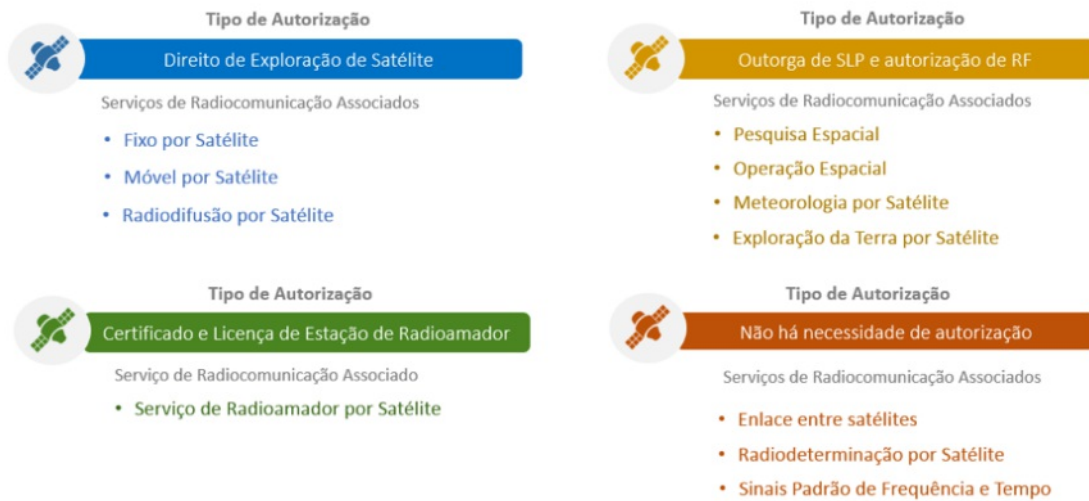 Tipo de Autorização
Direito de Exploração de Satélite
Serviços de Radiocomunicação Associados
• Fixo por Satélite
• Móvel por Satélite
• Radiodifusão por Satélite
Tipo de Autorização
Outorga de SLP e autorização de RF
Serviços de Radiocomunicação Associados
• Pesquisa Espacial
• Operação Espacial
• Meteorologia por Satélite
• Exploração da Terra por Satélite
Tipo de Autorização
Certificado e Licença de Estação de Radioamador
Serviço de Radiocomunicação Associado
• Serviço de Radioamador por Satélite
Tipo de Autorização
Não há necessidade de autorização
Serviços de Radiocomunicação Associados
• Enlace entre satélites
• Radiodeterminação por Satélite
• Sinais Padrão de Frequência e Tempo